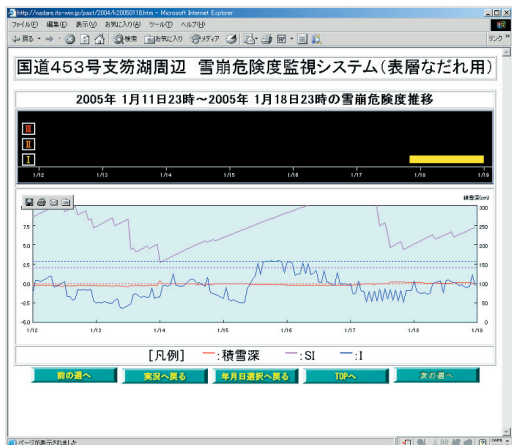 http://nadare.its-win.jp/past/2004/k20050118.htm - Microsoft Internet Explorer
ファイル(F) 編集(E) 表示(V) お気に入り(A) ツール(T) ヘルプ(H)
戻る 検索 お気に入り メディア リンク
国道453号支笏湖周辺 雪崩危険度監視システム(表層なだれ用)
2005年 1月11日23時～2005年 1月18日23時の雪崩危険度推移
Ⅲ
Ⅱ
Ⅰ
1/12 1/13 1/14 1/15 1/16 1/17 1/18 1/19
積雪深(cm)
300
7.5 250
5.0 200
2.5 150
0.0 100
-2.5 50
-5.0 0
1/12 1/13 1/14 1/15 1/16 1/17 1/18 1/19
[凡例] ー:積雪深 ー:SI ー:I
前の週へ 実況へ戻る 年月日選択へ戻る TOPへ 次の週へ
ページが表示されました